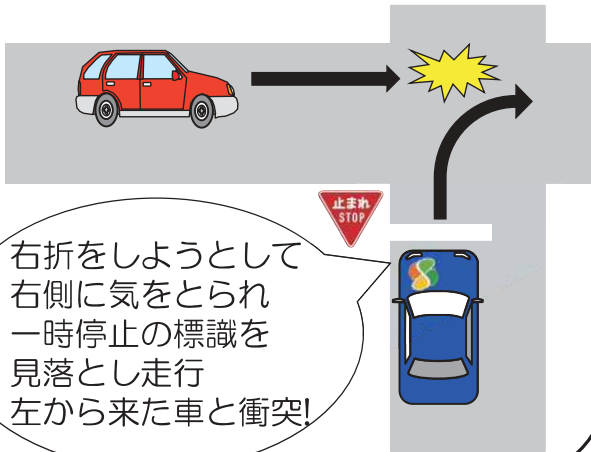 止まれ
STOP
右折をしようとして
右側に気をとられ
一時停止の標識を
見落とし走行
左から来た車と衝突!